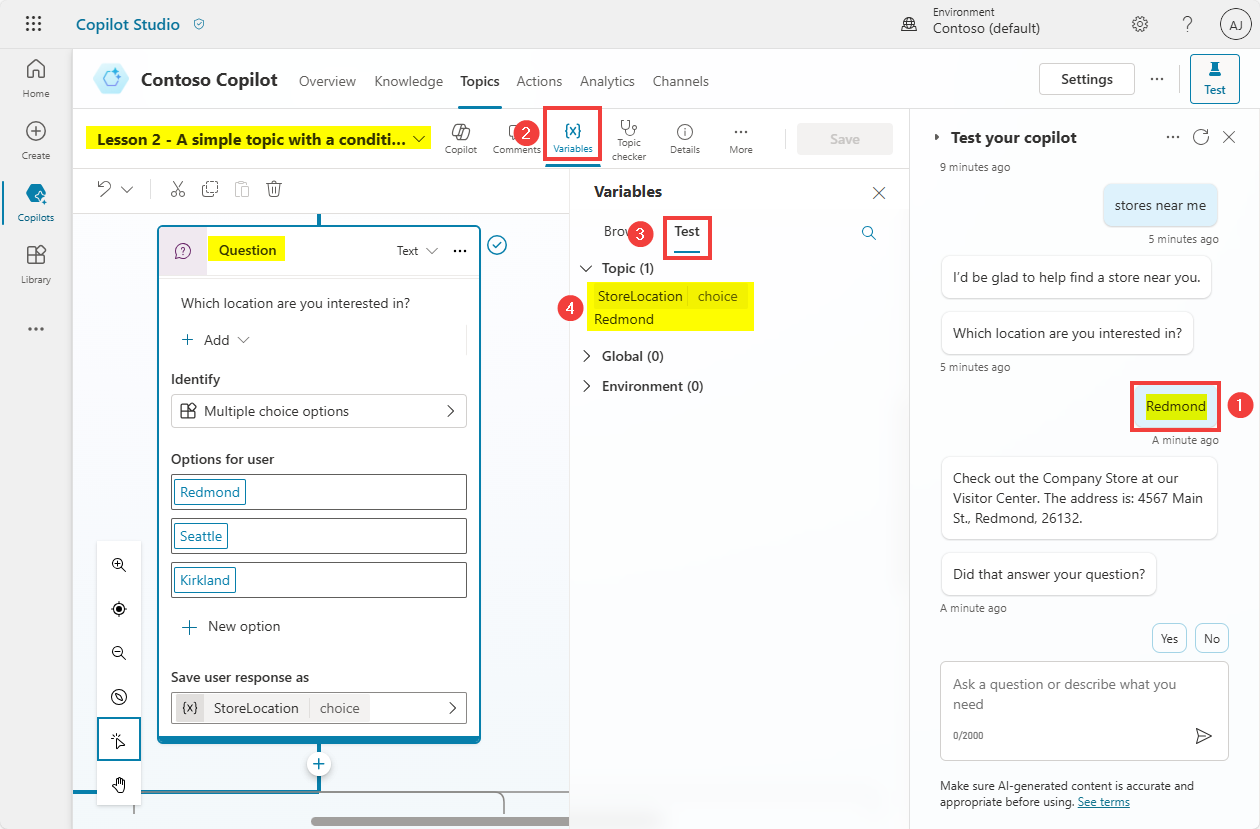 Copilot Studio
Environment
Contoso (default)
?
AJ
Home
Create
Copilots
Library
Contoso Copilot
Overview
Knowledge
Topics
Actions
Analytics
Channels
Settings
Test
Lesson 2 - A simple topic with a conditi...
Copilot
Comments
2
{x}
Variables
Topic
checker
Details
More
Save
Question
Text
Which location are you interested in?
Add
Identify
Multiple choice options
Options for user
Redmond
Seattle
Kirkland
New option
Save user response as
{x} StoreLocation choice
Variables
3
Test
Topic (1)
4
StoreLocation choice
Redmond
Global (0)
Environment (0)
Test your copilot
9 minutes ago
stores near me
5 minutes ago
I'd be glad to help find a store near you.
Which location are you interested in?
5 minutes ago
Redmond
1
A minute ago
Check out the Company Store at our
Visitor Center. The address is: 4567 Main
St., Redmond, 26132.
Did that answer your question?
A minute ago
Yes
No
Ask a question or describe what you
need
0/2000
Make sure AI-generated content is accurate and
appropriate before using. See terms